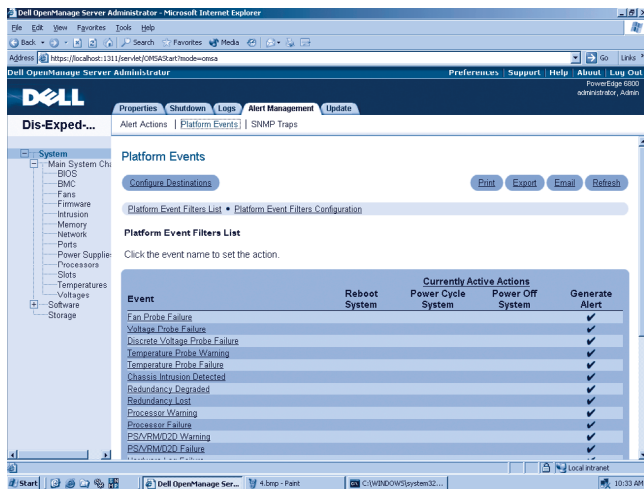 Dell OpenManage Server Administrator - Microsoft Internet Explorer
File Edit View Favorites Tools Help
Back Search Favorites Media
Address https://localhost:1311/servlet/OMSAStart?mode=omsa Go Links
Dell OpenManage Server Administrator Preferences | Support | Help | About | Log Out
PowerEdge 6800
administrator, Admin
DELL
Properties Shutdown Logs Alert Management Update
Dis-Exped-... Alert Actions | Platform Events | SNMP Traps
System
Main System Cha
BIOS
BMC
Fans
Firmware
Intrusion
Memory
Network
Ports
Power Supplie
Processors
Slots
Temperatures
Voltages
Software
Storage
Platform Events
Configure Destinations Print Export Email Refresh
Platform Event Filters List • Platform Event Filters Configuration
Platform Event Filters List
Click the event name to set the action.
Currently Active Actions
Event Reboot System Power Cycle System Power Off System Generate Alert
Fan Probe Failure ✔
Voltage Probe Failure ✔
Discrete Voltage Probe Failure ✔
Temperature Probe Warning ✔
Temperature Probe Failure ✔
Chassis Intrusion Detected ✔
Redundancy Degraded ✔
Redundancy Lost ✔
Processor Warning ✔
Processor Failure ✔
PS/VRM/D2D Warning ✔
PS/VRM/D2D Failure ✔
Local intranet
Start Dell OpenManage Ser... 4.bmp - Paint C:\WINDOWS\system32... 10:33 AM